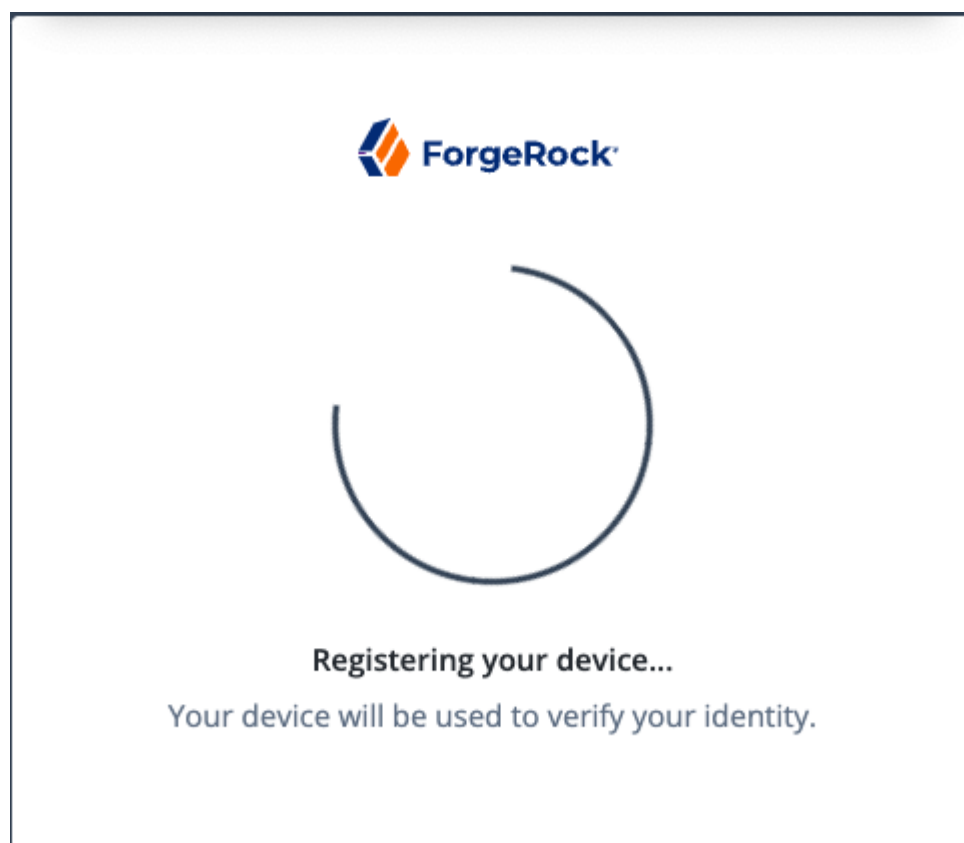 ForgeRock
Registering your device...
Your device will be used to verify your identity.